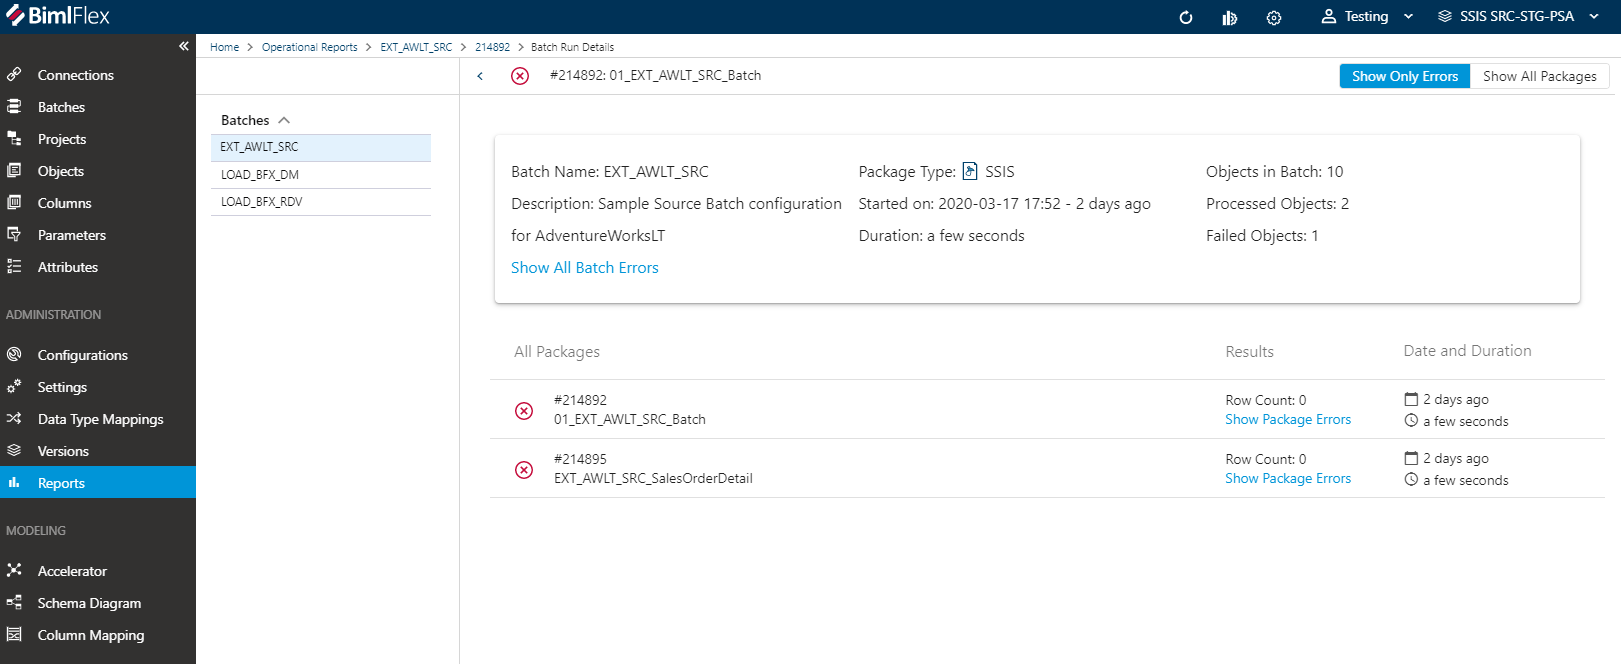 BimlFlex
Testing
SSIS SRC-STG-PSA
Home > Operational Reports > EXT_AWLT_SRC > 214892 > Batch Run Details
Connections
Batches
Projects
Objects
Columns
Parameters
Attributes
ADMINISTRATION
Configurations
Settings
Data Type Mappings
Versions
Reports
MODELING
Accelerator
Schema Diagram
Column Mapping
Batches
EXT_AWLT_SRC
LOAD_BFX_DM
LOAD_BFX_RDV
#214892: 01_EXT_AWLT_SRC_Batch
Show Only Errors
Show All Packages
Batch Name: EXT_AWLT_SRC
Description: Sample Source Batch configuration
for AdventureWorksLT
Show All Batch Errors
Package Type: SSIS
Started on: 2020-03-17 17:52 - 2 days ago
Duration: a few seconds
Objects in Batch: 10
Processed Objects: 2
Failed Objects: 1
All Packages
Results
Date and Duration
#214892
01_EXT_AWLT_SRC_Batch
Row Count: 0
Show Package Errors
2 days ago
a few seconds
#214895
EXT_AWLT_SRC_SalesOrderDetail
Row Count: 0
Show Package Errors
2 days ago
a few seconds